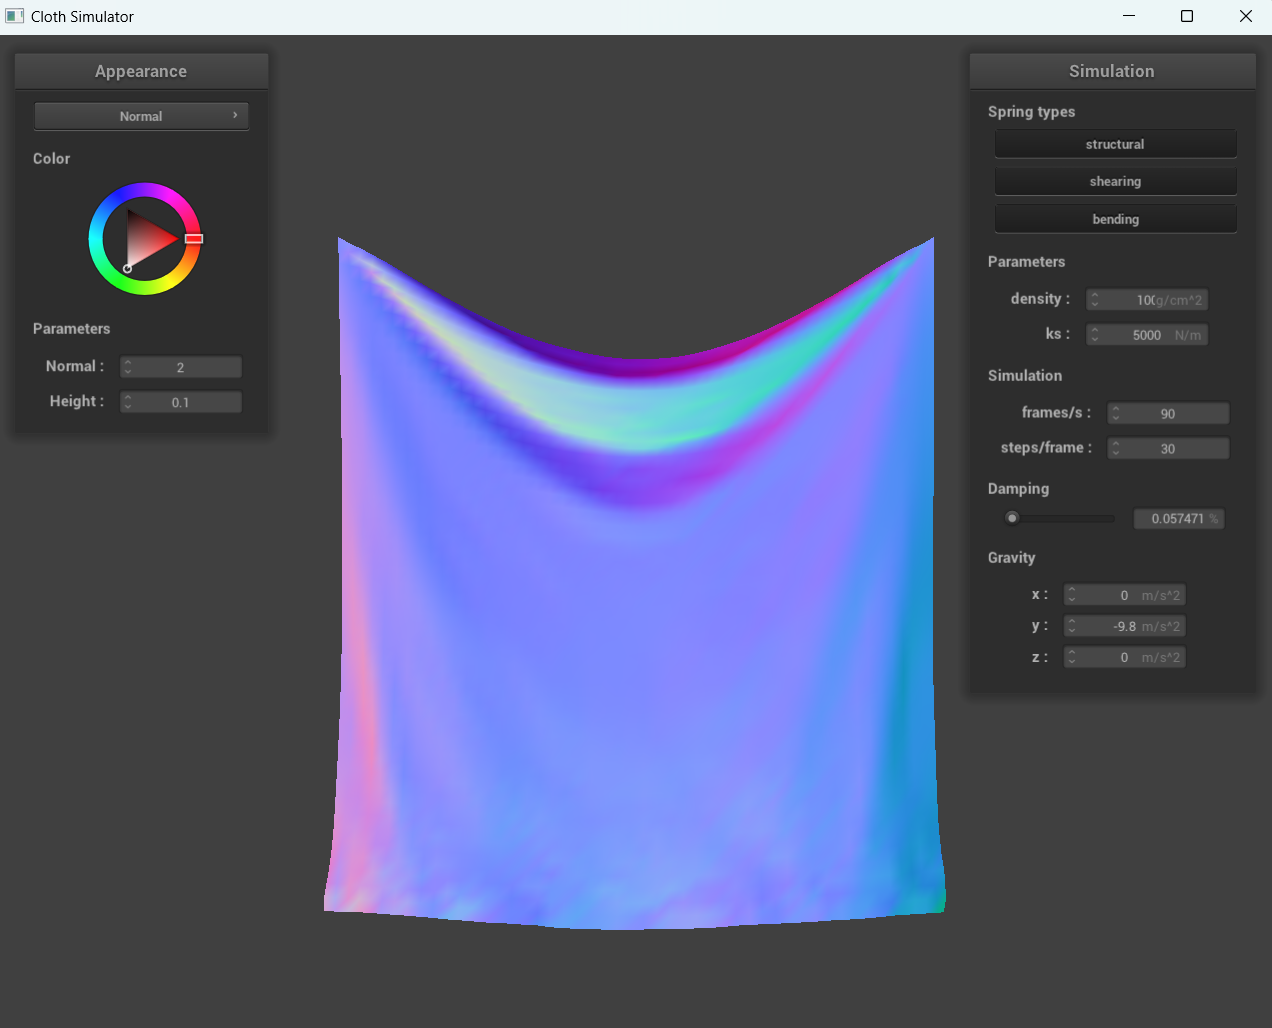 Cloth Simulator
Appearance
Normal
Color
Parameters
Normal : 2
Height : 0.1
Simulation
Spring types
structural
shearing
bending
Parameters
density : g/cm^2
ks : 5000 N/m
Simulation
frames/s : 90
steps/frame : 30
Damping
0.057471 %
Gravity
x : 0 m/s^2
y : -9.8 m/s^2
z : 0 m/s^2